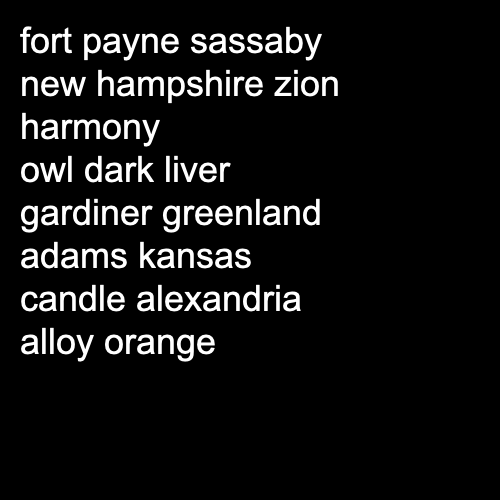 fort payne sassaby
new hampshire zion
harmony
owl dark liver
gardiner greenland
adams kansas
candle alexandria
alloy orange